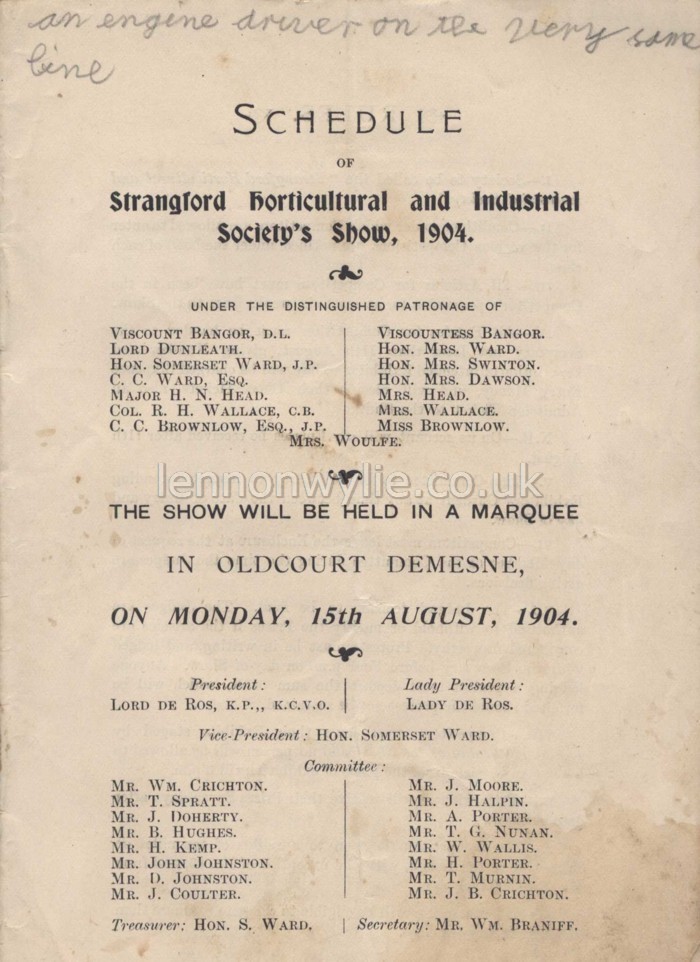 an engine driver on the very same
line
SCHEDULE
OF
Strangford Horticultural and Industrial
Society's Show, 1904.
UNDER THE DISTINGUISHED PATRONAGE OF
VISCOUNT BANGOR, D.L. | VISCOUNTESS BANGOR.
LORD DUNLEATH. | HON. MRS. WARD.
HON. SOMERSET WARD, J.P. | HON. MRS. SWINTON.
C. C. WARD, ESQ. | HON. MRS. DAWSON.
MAJOR H. N. HEAD. | MRS. HEAD.
COL. R. H. WALLACE, C.B. | MRS. WALLACE.
C. C. BROWNLOW, ESQ., J.P. | MISS BROWNLOW.
MRS. WOULFE.
lennonwylie.co.uk
THE SHOW WILL BE HELD IN A MARQUEE
IN OLDCOURT DEMESNE,
ON MONDAY, 15th AUGUST, 1904.
President: | Lady President:
LORD DE ROS, K.P.,, K.C.V.O. | LADY DE ROS.
Vice-President: HON. SOMERSET WARD.
Committee:
MR. WM. CRICHTON. | MR. J. MOORE.
MR. T. SPRATT. | MR. J. HALPIN.
MR. J. DOHERTY. | MR. A. PORTER.
MR. B. HUGHES. | MR. T. G. NUNAN.
MR. H. KEMP. | MR. W. WALLIS.
MR. JOHN JOHNSTON. | MR. H. PORTER.
MR. D. JOHNSTON. | MR. T. MURNIN.
MR. J. COULTER. | MR. J. B. CRICHTON.
Treasurer: HON. S. WARD. | Secretary: MR. WM. BRANIFF.